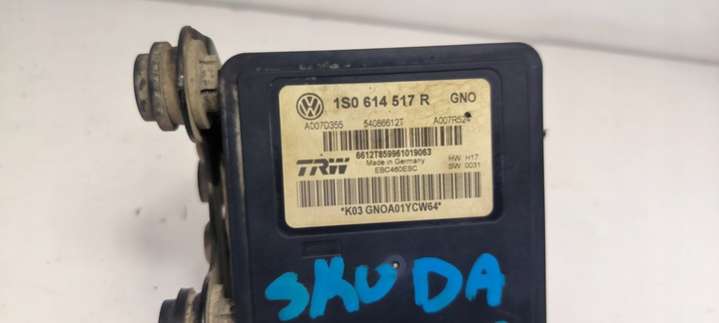 1S0 614 517 R GNO
A007D355 54086612T A007R524
6612T859961019063
Made in Germany
TRW EBC460ESC
HW H17
SW 0031
*K03 GNOA01YCW64*
SKUDA